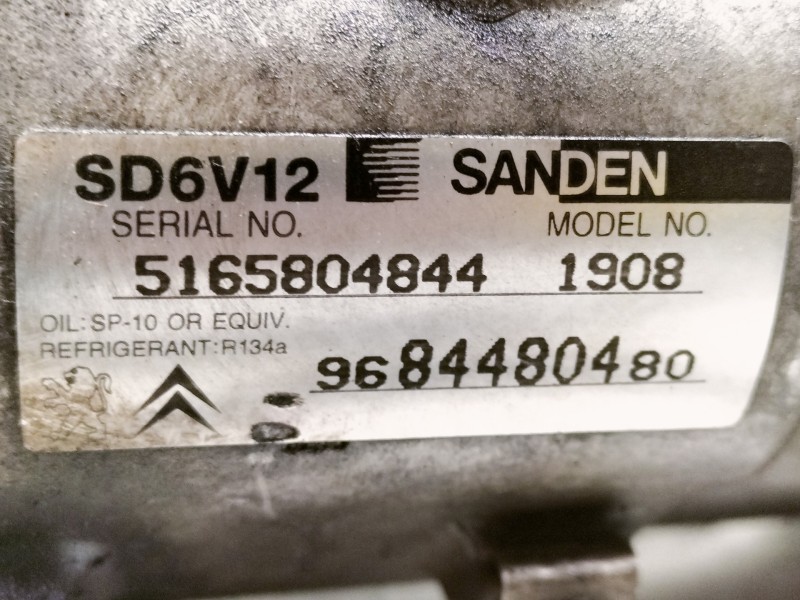 SD6V12 SANDEN
SERIAL NO. MODEL NO.
5165804844 1908
OIL: SP-10 OR EQUIV.
REFRIGERANT: R134a
9684480480